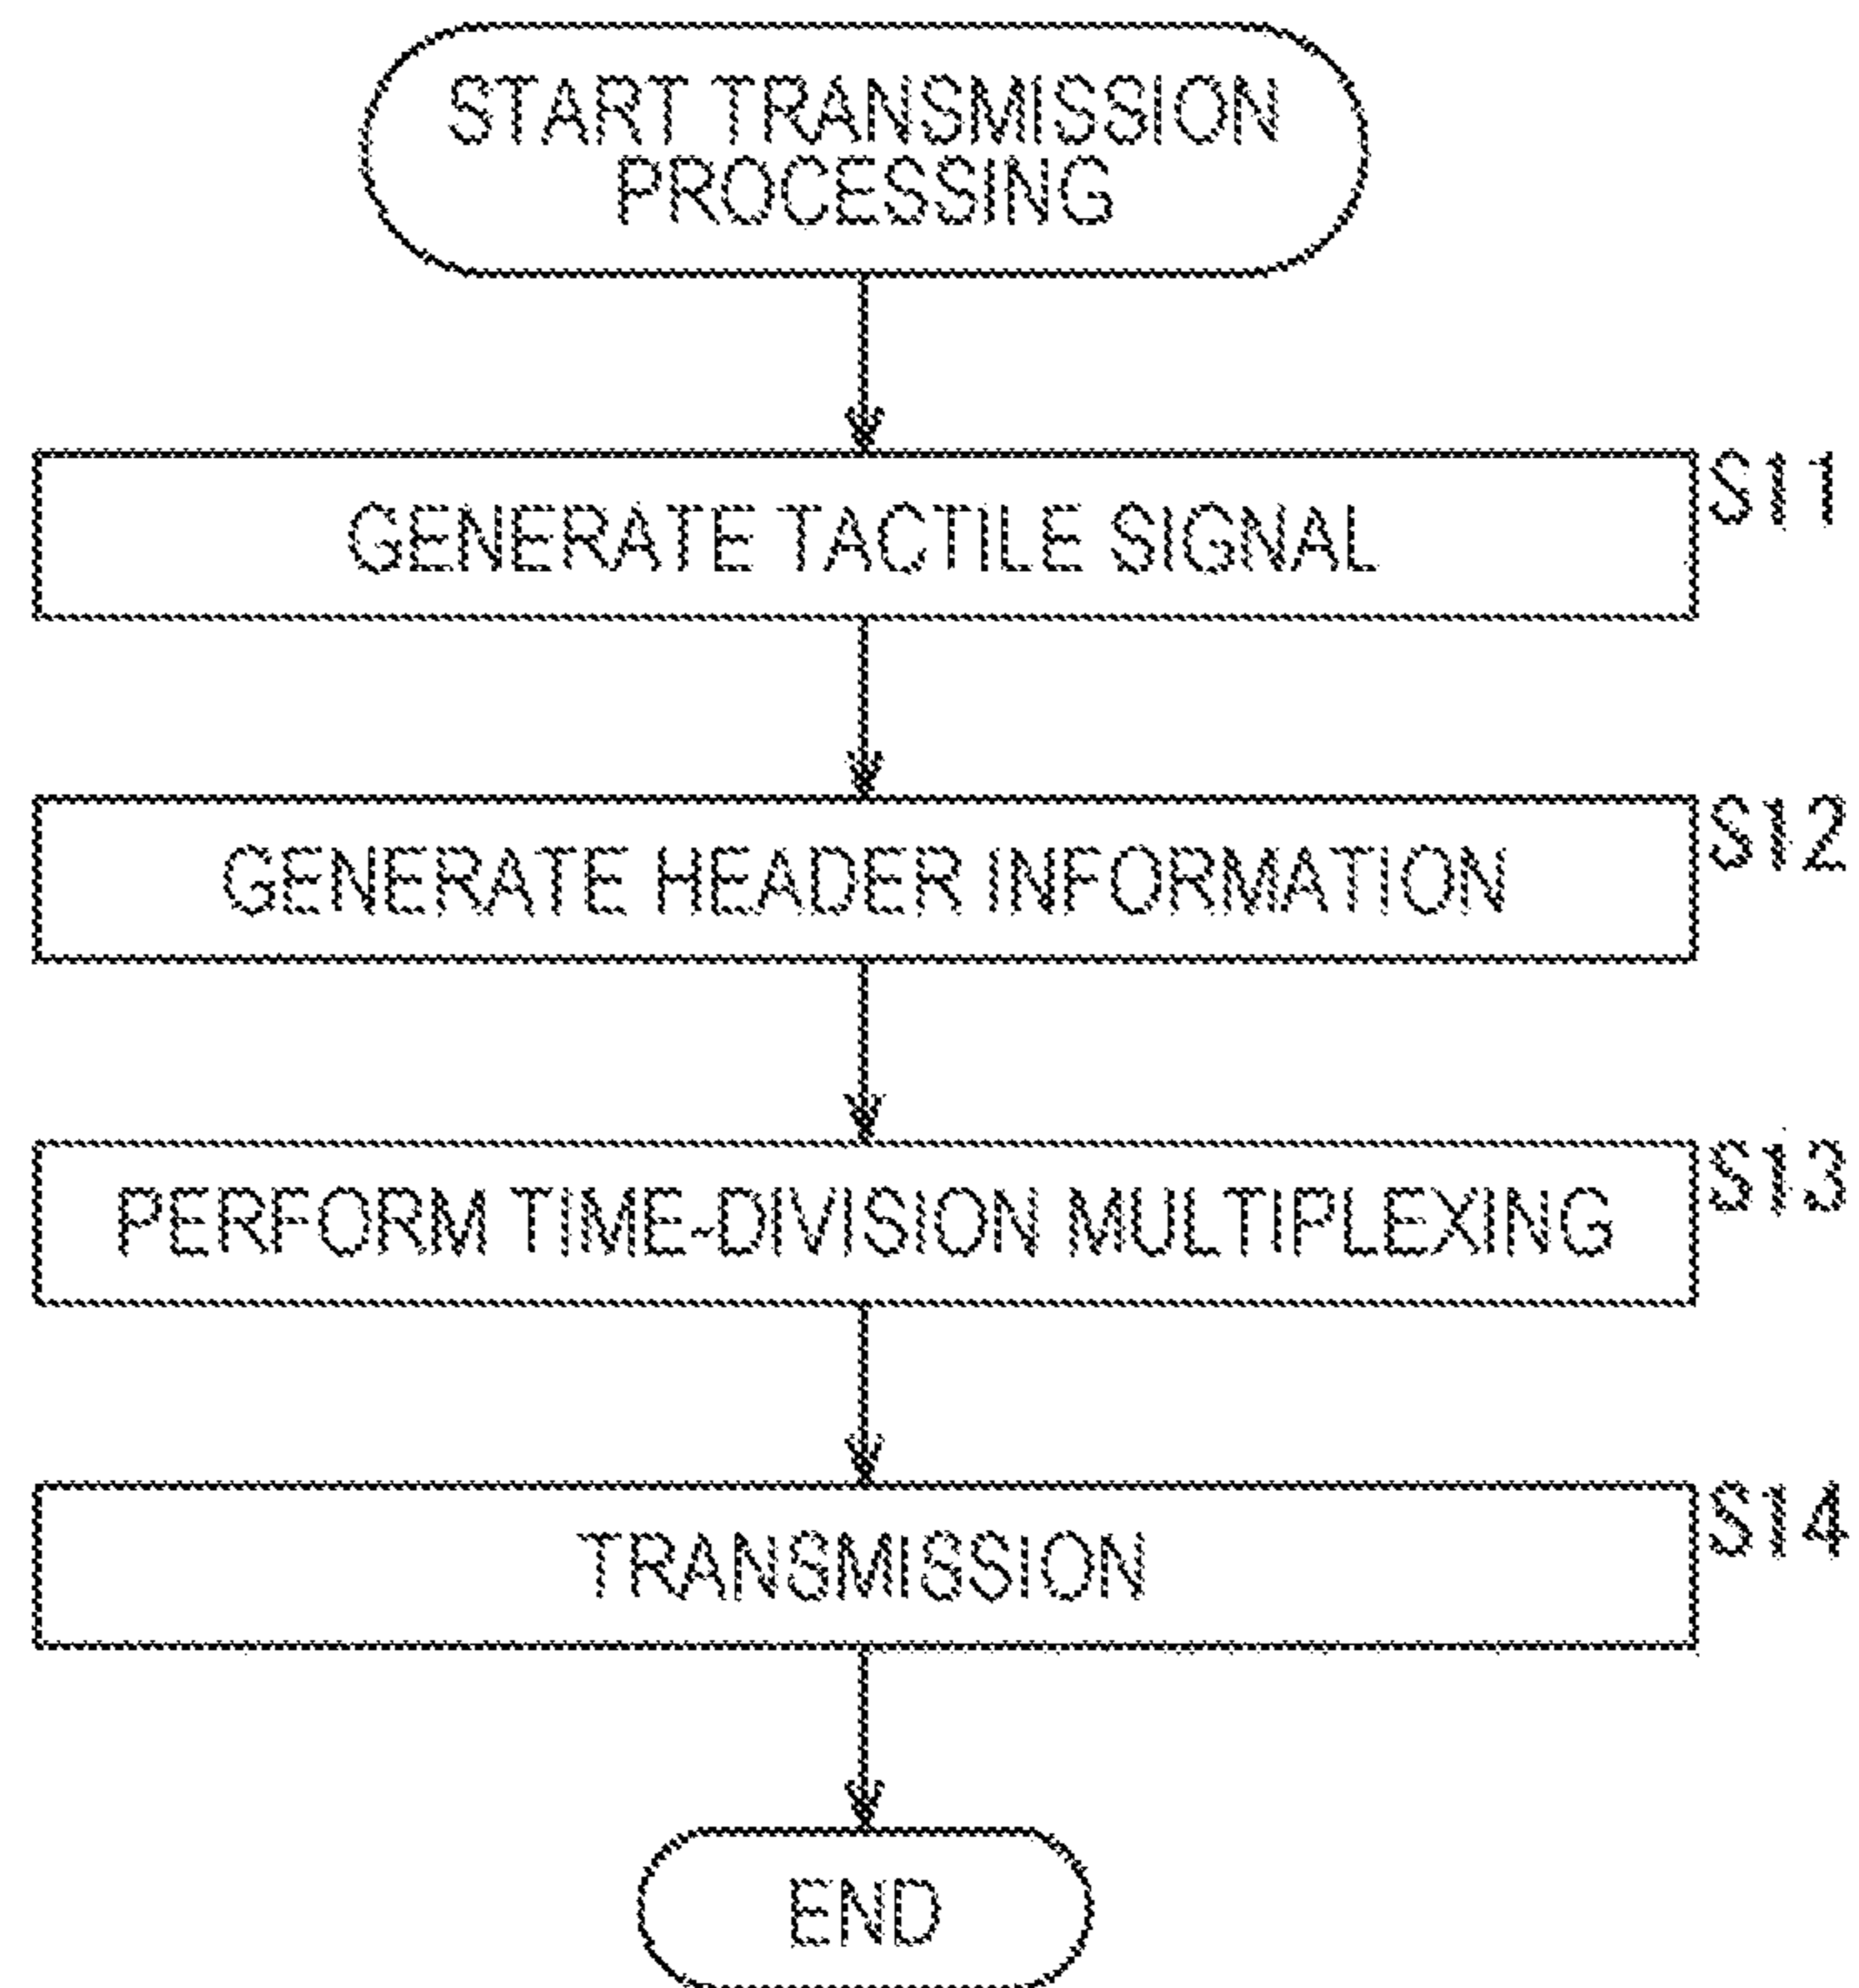 START TRANSMISSION
PROCESSING
GENERATE TACTILE SIGNAL
S11
GENERATE HEADER INFORMATION
S12
PERFORM TIME-DIVISION MULTIPLEXING
S13
TRANSMISSION
S14
END